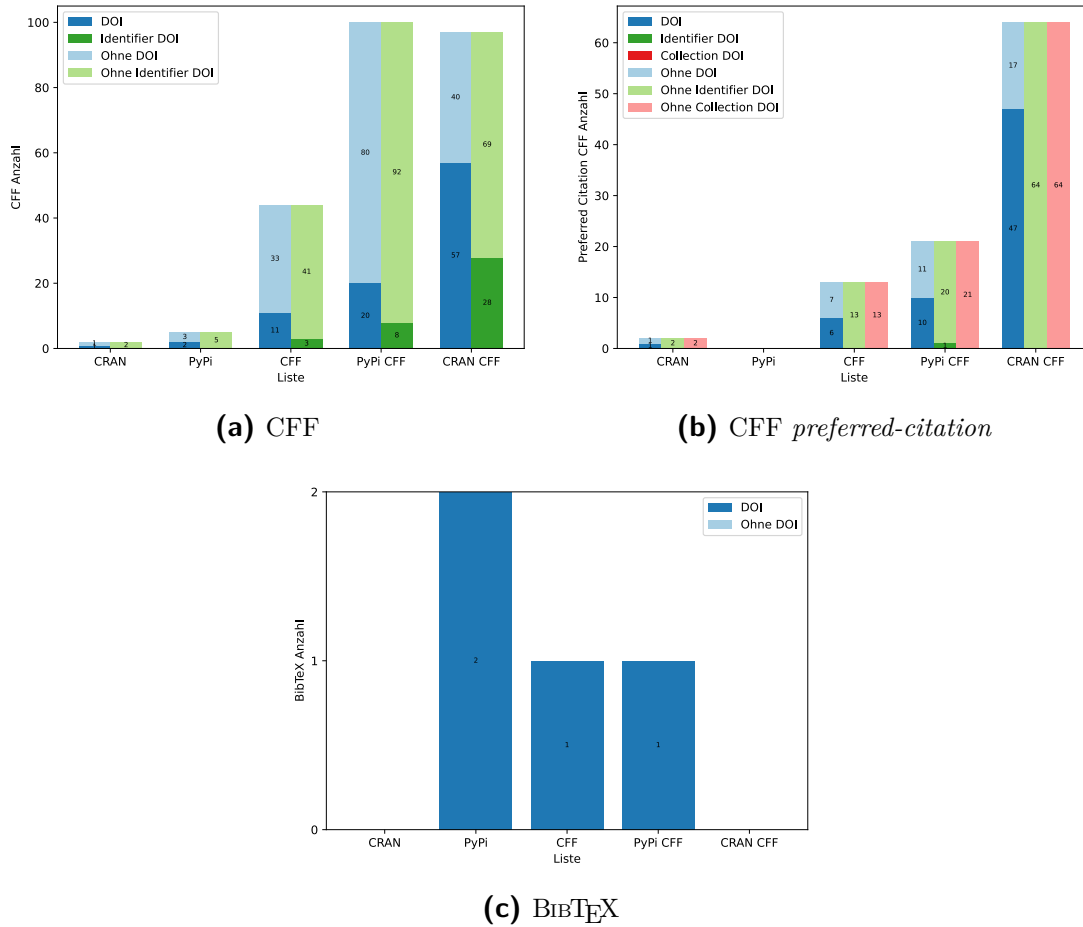 DOI
Identifier DOI
Ohne DOI
Ohne Identifier DOI
CFF Anzahl
100
80
60
40
20
0
1
1
2
3
2
5
33
11
41
3
80
20
92
8
40
57
69
28
CRAN
PyPi
CFF
PyPi CFF
CRAN CFF
Liste
(a) CFF
DOI
Identifier DOI
Collection DOI
Ohne DOI
Ohne Identifier DOI
Ohne Collection DOI
Preferred Citation CFF Anzahl
60
50
40
30
20
10
0
1
1
2
2
7
6
13
13
11
10
20
1
21
17
47
64
64
CRAN
PyPi
CFF
PyPi CFF
CRAN CFF
Liste
(b) CFF preferred-citation
DOI
Ohne DOI
BibTeX Anzahl
2
1
0
2
1
1
CRAN
PyPi
CFF
PyPi CFF
CRAN CFF
Liste
(c) BIBTEX